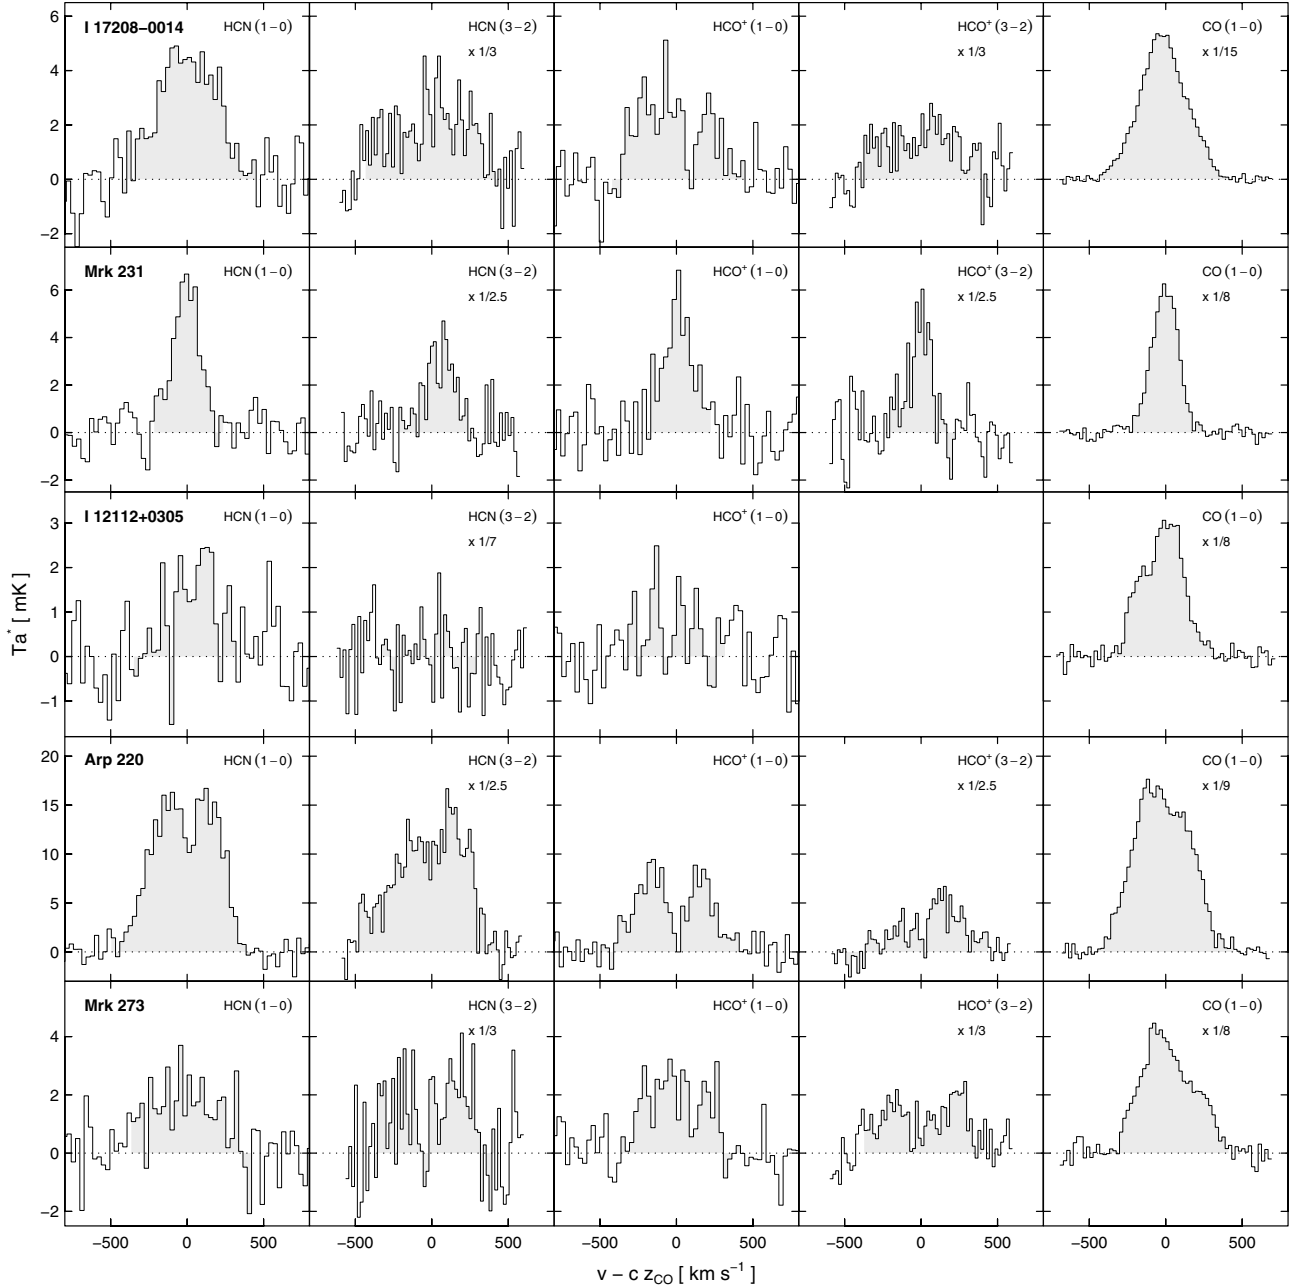 I 17208−0014 HCN (1−0) HCN (3−2) HCO⁺ (1−0) HCO⁺ (3−2) CO (1−0)
x 1/3 x 1/3 x 1/15
6
4
2
0
−2
Mrk 231 HCN (1−0) HCN (3−2) HCO⁺ (1−0) HCO⁺ (3−2) CO (1−0)
x 1/2.5 x 1/2.5 x 1/8
6
4
2
0
−2
I 12112+0305 HCN (1−0) HCN (3−2) HCO⁺ (1−0) CO (1−0)
x 1/7 x 1/8
3
2
1
0
−1
Ta* [ mK ]
Arp 220 HCN (1−0) HCN (3−2) HCO⁺ (1−0) HCO⁺ (3−2) CO (1−0)
x 1/2.5 x 1/2.5 x 1/9
20
15
10
5
0
Mrk 273 HCN (1−0) HCN (3−2) HCO⁺ (1−0) HCO⁺ (3−2) CO (1−0)
x 1/3 x 1/3 x 1/8
4
2
0
−2
−500 0 500 −500 0 500 −500 0 500 −500 0 500 −500 0 500
v − c z_CO [ km s⁻¹ ]